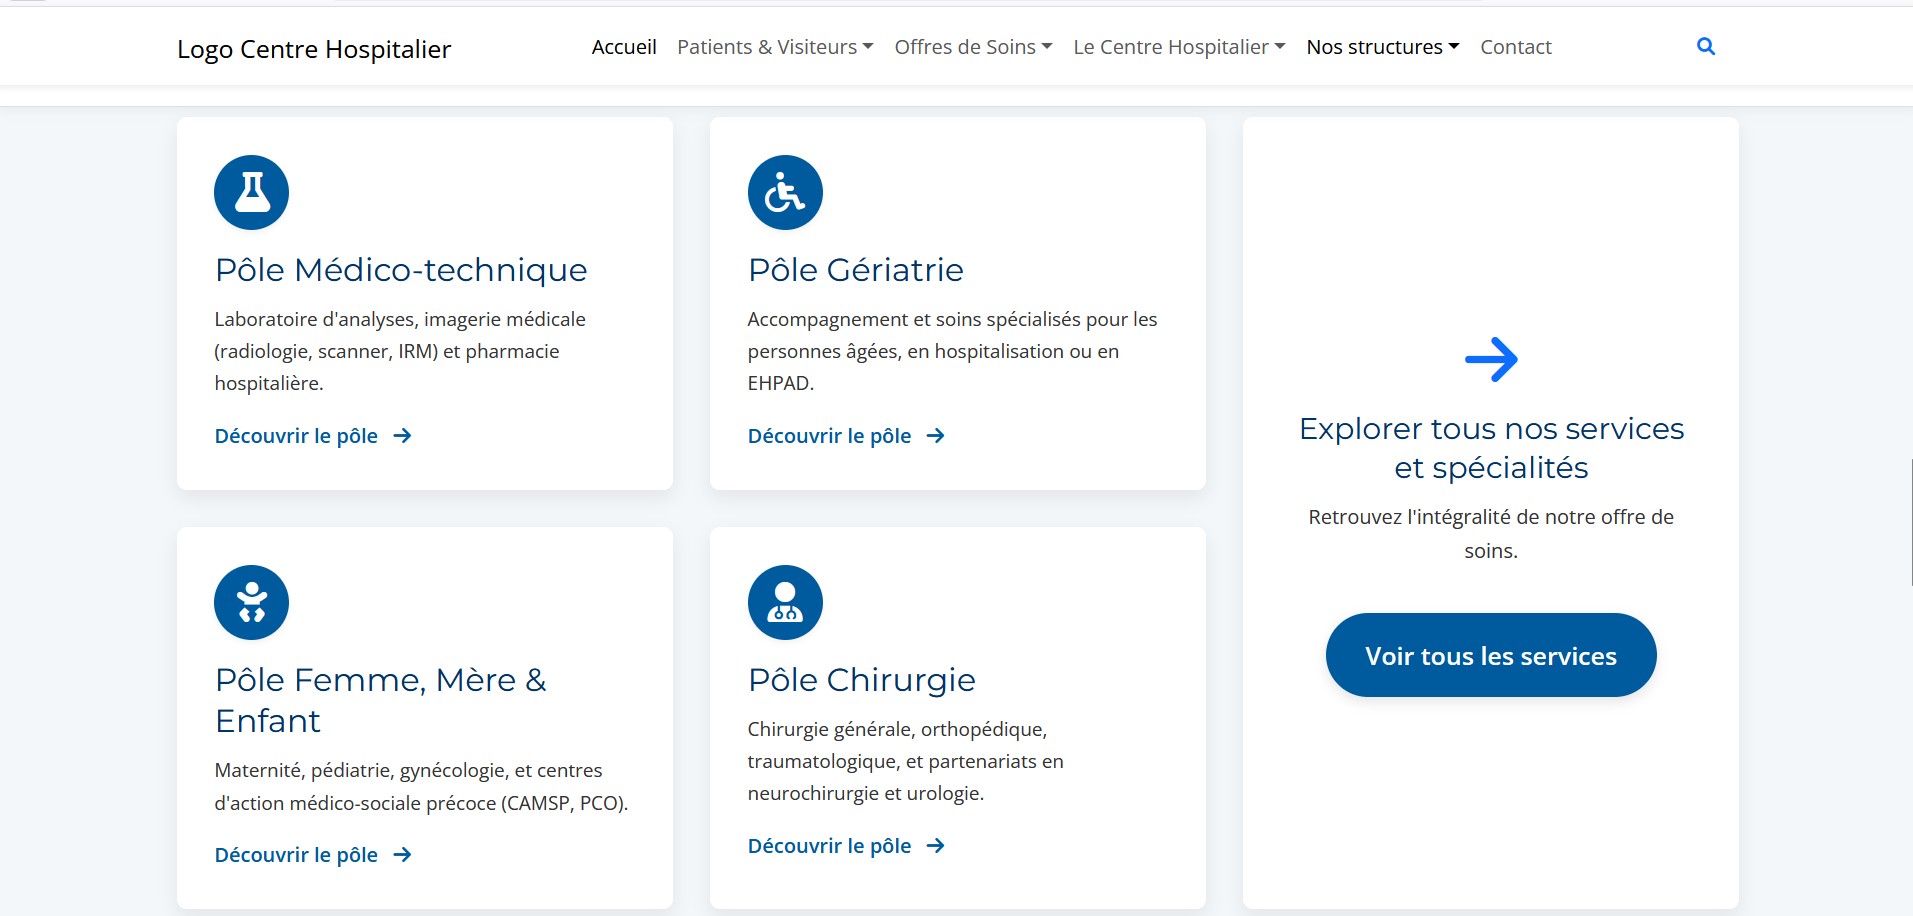 Logo Centre Hospitalier
Accueil Patients & Visiteurs Offres de Soins Le Centre Hospitalier Nos structures Contact
Pôle Médico-technique
Laboratoire d'analyses, imagerie médicale
(radiologie, scanner, IRM) et pharmacie
hospitalière.
Découvrir le pôle
Pôle Gériatrie
Accompagnement et soins spécialisés pour les
personnes âgées, en hospitalisation ou en
EHPAD.
Découvrir le pôle
Explorer tous nos services
et spécialités
Retrouvez l'intégralité de notre offre de
soins.
Voir tous les services
Pôle Femme, Mère &
Enfant
Maternité, pédiatrie, gynécologie, et centres
d'action médico-sociale précoce (CAMSP, PCO).
Découvrir le pôle
Pôle Chirurgie
Chirurgie générale, orthopédique,
traumatologique, et partenariats en
neurochirurgie et urologie.
Découvrir le pôle